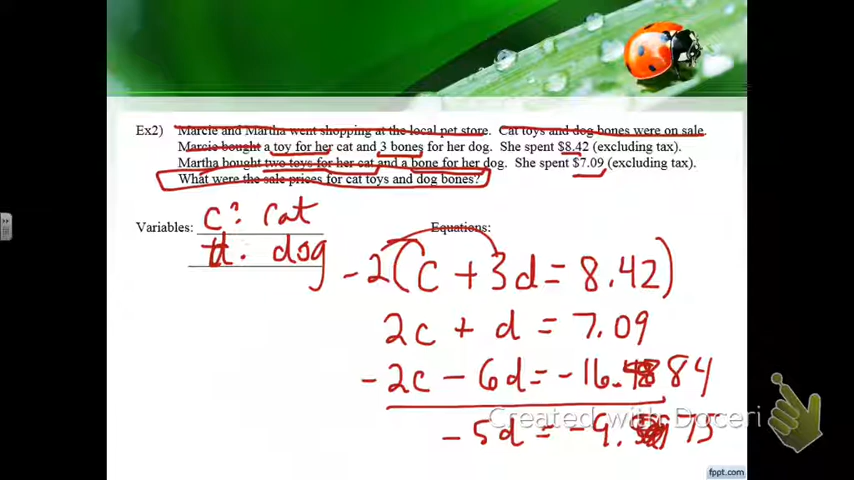 Ex2) Marcie and Martha went shopping at the local pet store. Cat toys and dog bones were on sale.
Marcie bought a toy for her cat and 3 bones for her dog. She spent $8.42 (excluding tax).
Martha bought two toys for her cat and a bone for her dog. She spent $7.09 (excluding tax).
What were the sale prices for cat toys and dog bones?
Variables: c: cat
d: dog
Equations:
-2(c + 3d = 8.42)
2c + d = 7.09
-2c - 6d = -16.84
Created with Doceri
-5d = -9.75
fppt.com